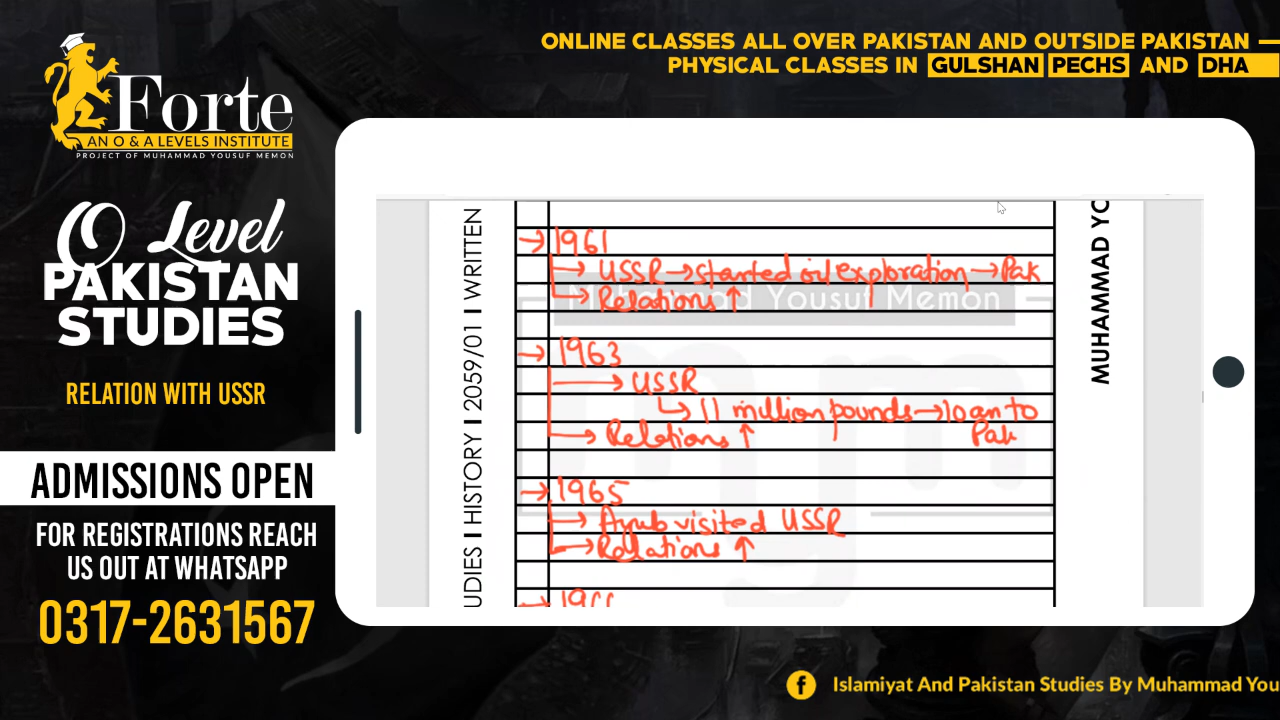 Forte
AN O & A LEVELS INSTITUTE
PROJECT OF MUHAMMAD YOUSUF MEMON
O Level
PAKISTAN
STUDIES
RELATION WITH USSR
ADMISSIONS OPEN
FOR REGISTRATIONS REACH
US OUT AT WHATSAPP
0317-2631567
ONLINE CLASSES ALL OVER PAKISTAN AND OUTSIDE PAKISTAN
PHYSICAL CLASSES IN GULSHAN PECHS AND DHA
UDIES I HISTORY I 2059/01 I WRITTEN
→ 1961
→ USSR → started oil exploration → Pak
→ Relations ↑
Muhammad Yousuf Memon
→ 1963
→ USSR
↳ 11 million pounds → loan to
Pak
→ Relations ↑
→ 1965
→ Ayub visited USSR
→ Relations ↑
MUHAMMAD YO
Islamiyat And Pakistan Studies By Muhammad You